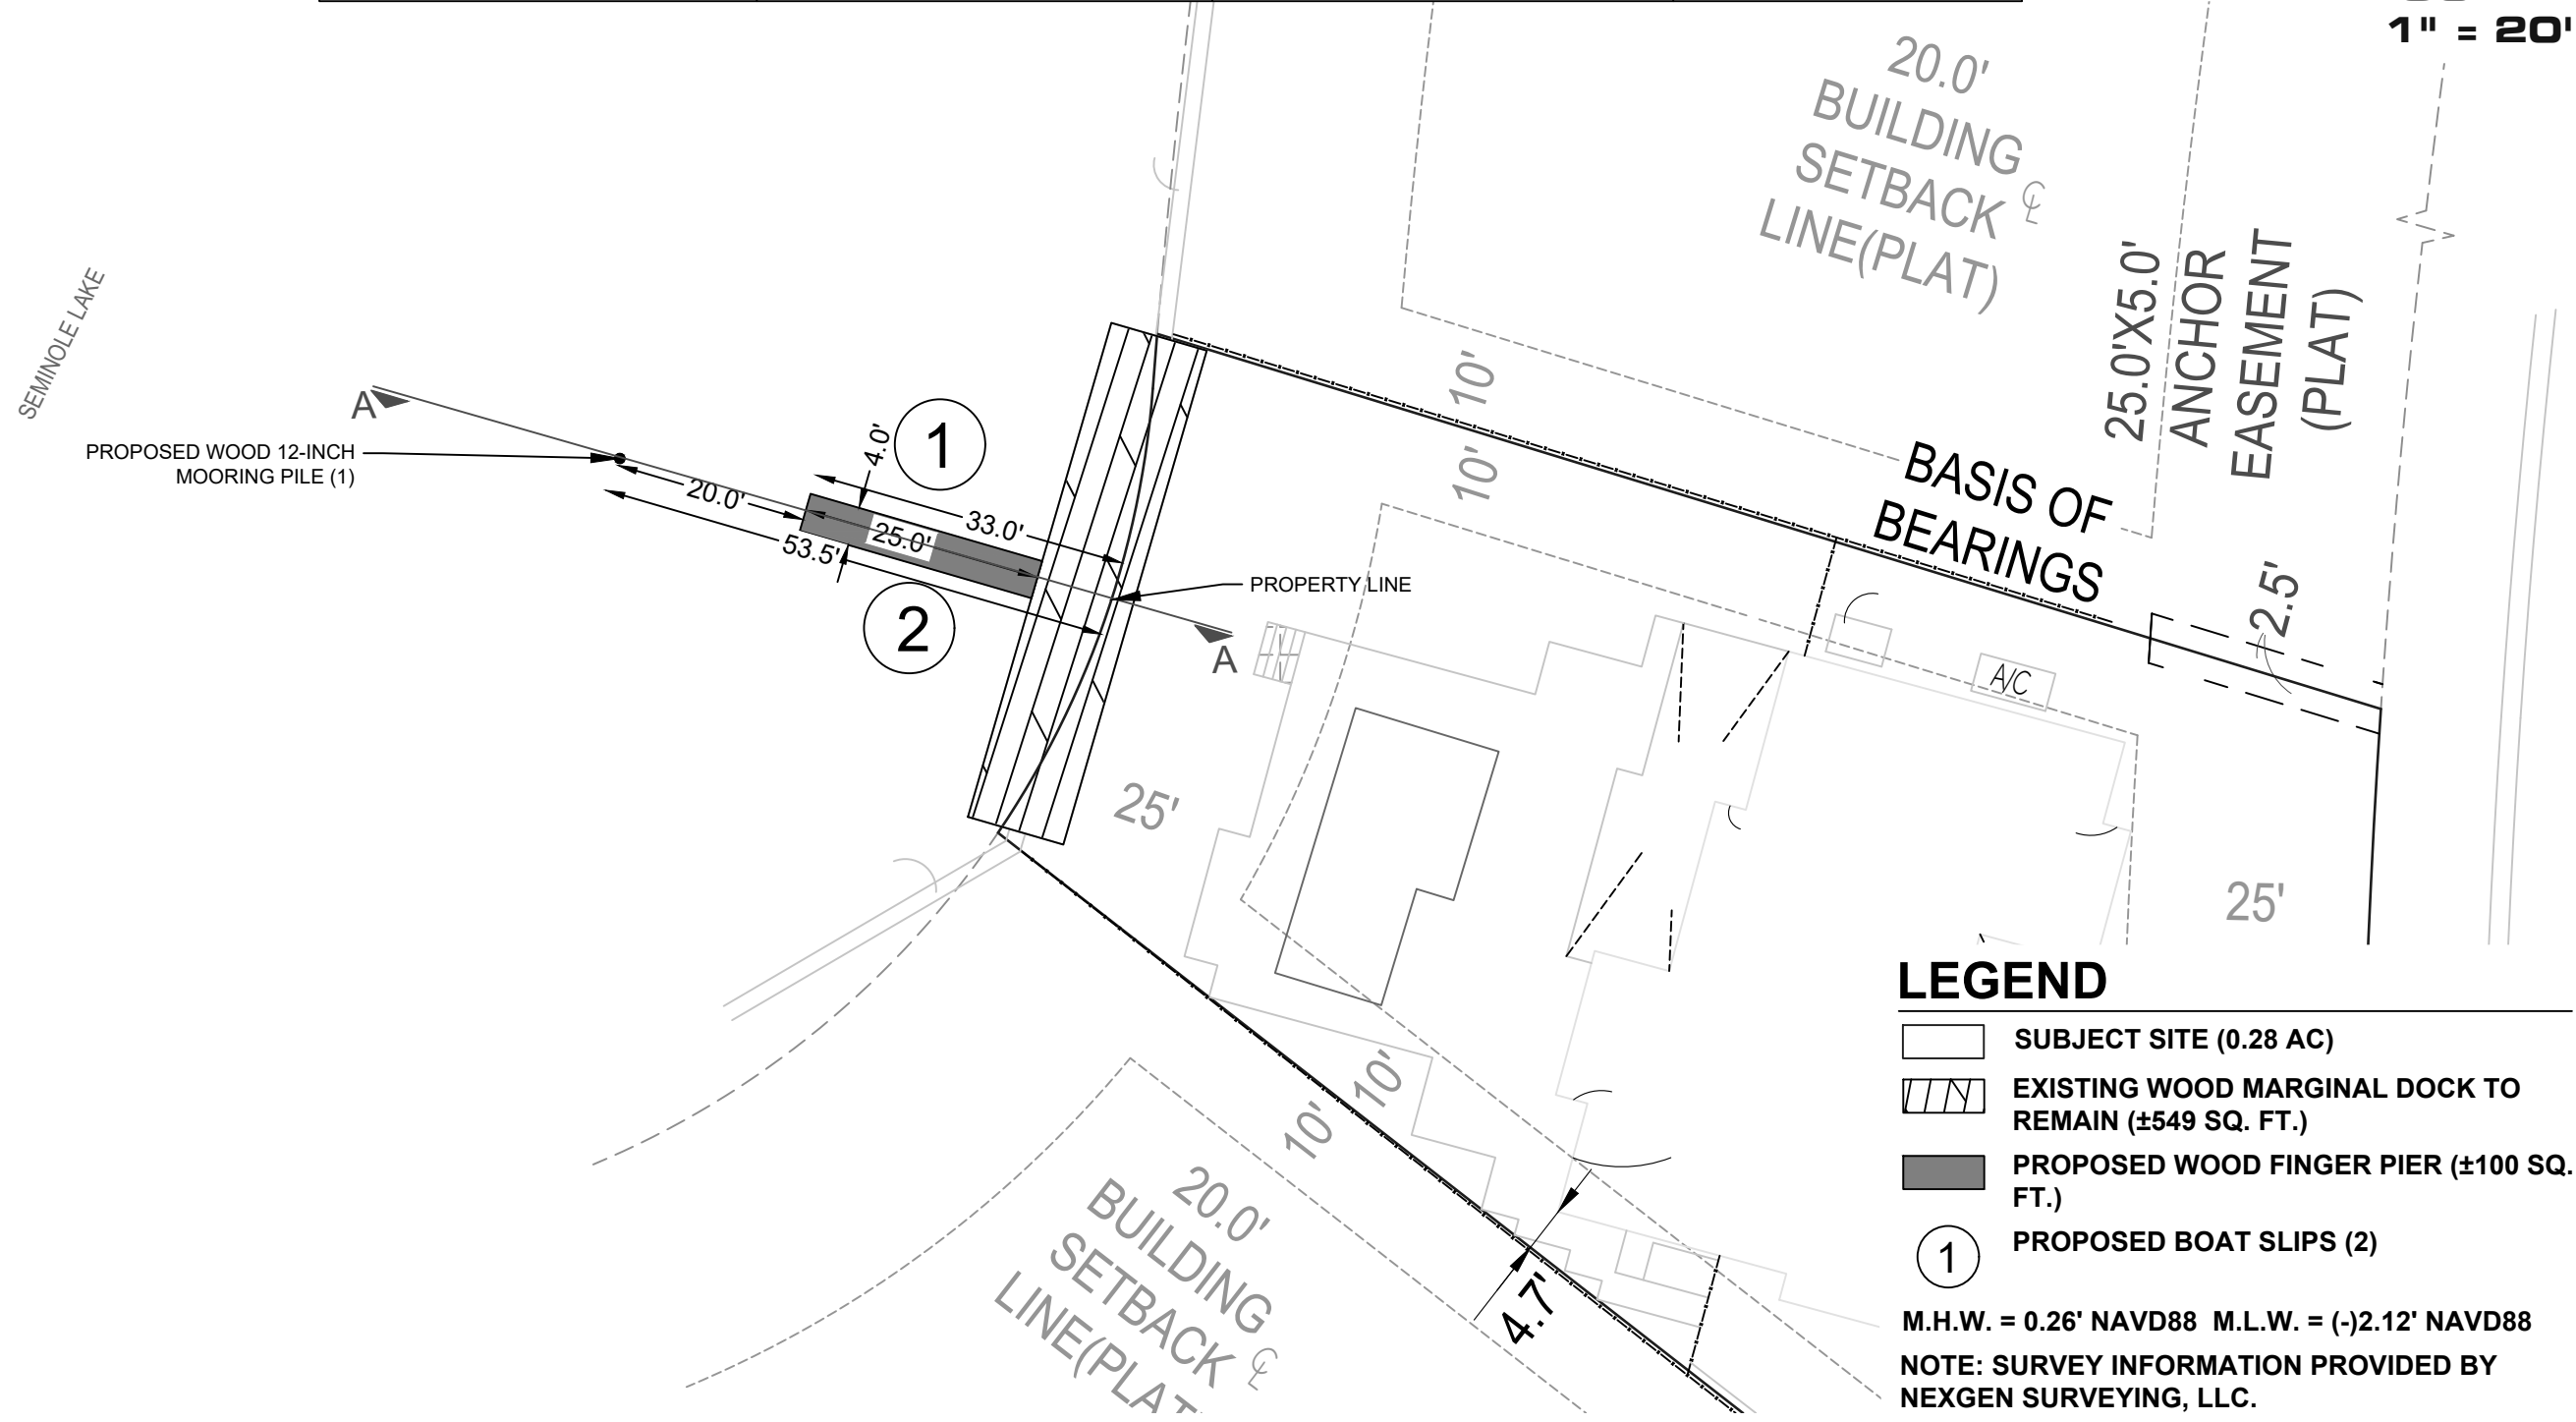 1" = 20'
20.0'
BUILDING
SETBACK ℄
LINE(PLAT)
25.0'X5.0'
ANCHOR
EASEMENT
(PLAT)
SEMINOLE LAKE
A
PROPOSED WOOD 12-INCH
MOORING PILE (1)
1
4.0'
20.0'
33.0'
25.0'
53.5'
2
PROPERTY LINE
A
10'
10'
BASIS OF
BEARINGS
2.5'
A/C
25'
25'
10'
10'
20.0'
BUILDING
SETBACK ℄
LINE(PLAT
4.7'
LEGEND
SUBJECT SITE (0.28 AC)
EXISTING WOOD MARGINAL DOCK TO
REMAIN (±549 SQ. FT.)
PROPOSED WOOD FINGER PIER (±100 SQ.
FT.)
1 PROPOSED BOAT SLIPS (2)
M.H.W. = 0.26' NAVD88 M.L.W. = (-)2.12' NAVD88
NOTE: SURVEY INFORMATION PROVIDED BY
NEXGEN SURVEYING, LLC.